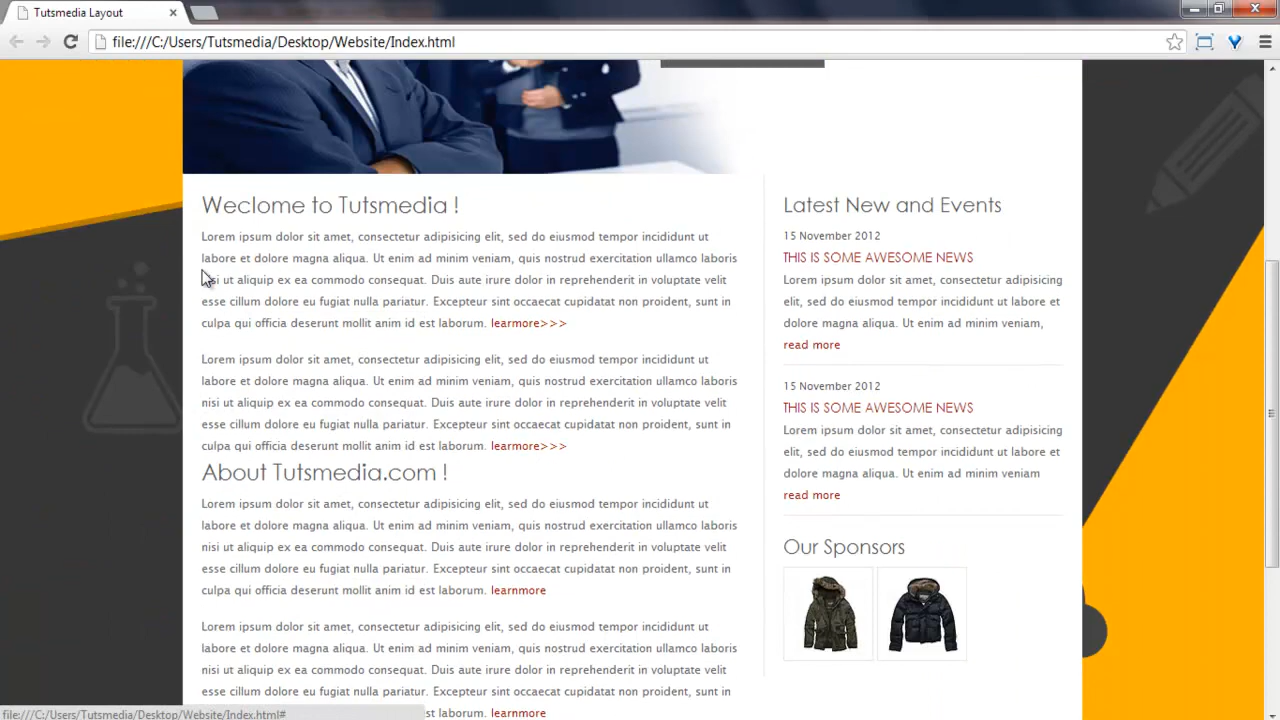 Tutsmedia Layout
file:///C:/Users/Tutsmedia/Desktop/Website/Index.html
Weclome to Tutsmedia !
Lorem ipsum dolor sit amet, consectetur adipisicing elit, sed do eiusmod tempor incididunt ut
labore et dolore magna aliqua. Ut enim ad minim veniam, quis nostrud exercitation ullamco laboris
nisi ut aliquip ex ea commodo consequat. Duis aute irure dolor in reprehenderit in voluptate velit
esse cillum dolore eu fugiat nulla pariatur. Excepteur sint occaecat cupidatat non proident, sunt in
culpa qui officia deserunt mollit anim id est laborum. learmore>>>
Lorem ipsum dolor sit amet, consectetur adipisicing elit, sed do eiusmod tempor incididunt ut
labore et dolore magna aliqua. Ut enim ad minim veniam, quis nostrud exercitation ullamco laboris
nisi ut aliquip ex ea commodo consequat. Duis aute irure dolor in reprehenderit in voluptate velit
esse cillum dolore eu fugiat nulla pariatur. Excepteur sint occaecat cupidatat non proident, sunt in
culpa qui officia deserunt mollit anim id est laborum. learmore>>>
About Tutsmedia.com !
Lorem ipsum dolor sit amet, consectetur adipisicing elit, sed do eiusmod tempor incididunt ut
labore et dolore magna aliqua. Ut enim ad minim veniam, quis nostrud exercitation ullamco laboris
nisi ut aliquip ex ea commodo consequat. Duis aute irure dolor in reprehenderit in voluptate velit
esse cillum dolore eu fugiat nulla pariatur. Excepteur sint occaecat cupidatat non proident, sunt in
culpa qui officia deserunt mollit anim id est laborum. learnmore
Lorem ipsum dolor sit amet, consectetur adipisicing elit, sed do eiusmod tempor incididunt ut
labore et dolore magna aliqua. Ut enim ad minim veniam, quis nostrud exercitation ullamco laboris
nisi ut aliquip ex ea commodo consequat. Duis aute irure dolor in reprehenderit in voluptate velit
esse cillum dolore eu fugiat nulla pariatur. Excepteur sint occaecat cupidatat non proident, sunt in
est mollit anim id est laborum. learnmore
Latest New and Events
15 November 2012
THIS IS SOME AWESOME NEWS
Lorem ipsum dolor sit amet, consectetur adipisicing
elit, sed do eiusmod tempor incididunt ut labore et
dolore magna aliqua. Ut enim ad minim veniam,
read more
15 November 2012
THIS IS SOME AWESOME NEWS
Lorem ipsum dolor sit amet, consectetur adipisicing
elit, sed do eiusmod tempor incididunt ut labore et
dolore magna aliqua. Ut enim ad minim veniam
read more
Our Sponsors
file:///C:/Users/Tutsmedia/Desktop/Website/Index.html#